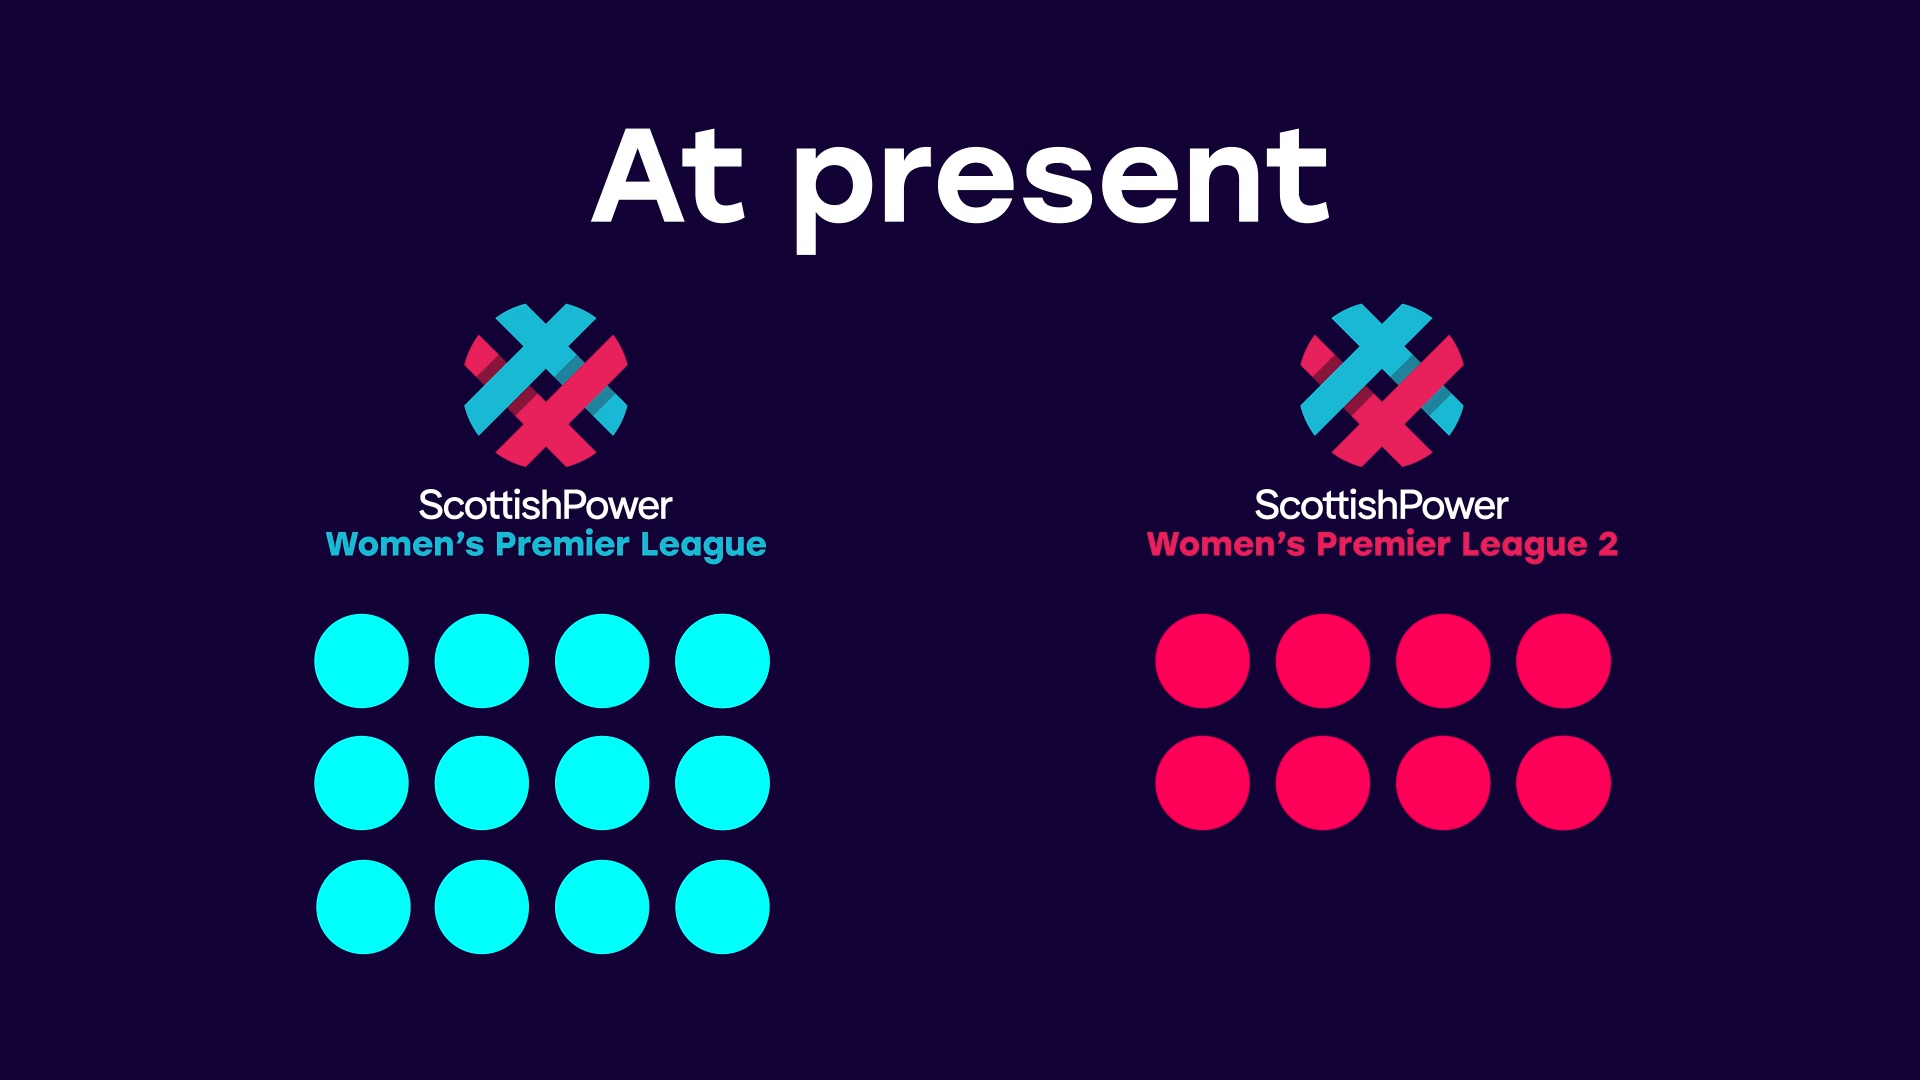 At present
ScottishPower
Women’s Premier League
ScottishPower
Women’s Premier League 2